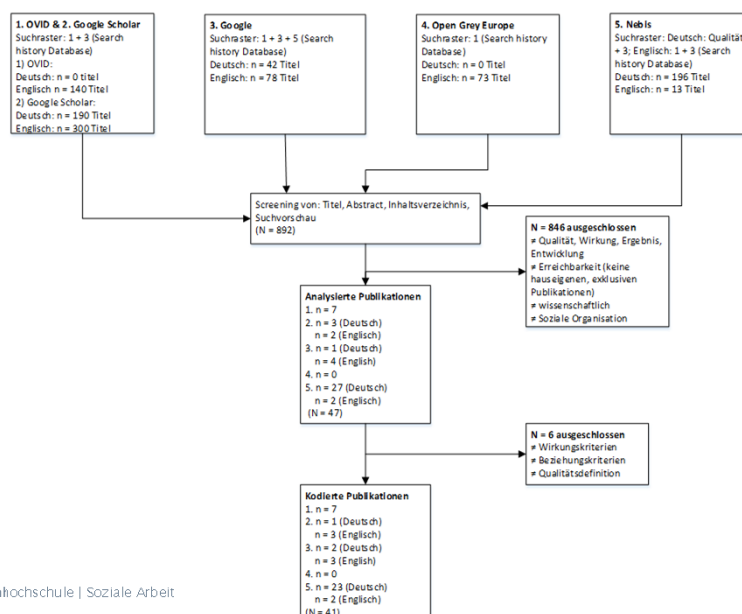 1. OVID & 2. Google Scholar
Suchraster: 1 + 3 (Search
history Database)
1) OVID:
Deutsch: n = 0 titel
Englisch n = 140 Titel
2) Google Scholar:
Deutsch: n = 190 Titel
Englisch: n = 300 Titel
3. Google
Suchraster: 1 + 3 + 5 (Search
history Database)
Deutsch: n = 42 Titel
Englisch: n = 78 Titel
4. Open Grey Europe
Suchraster: 1 (Search history
Database)
Deutsch: n = 0 Titel
Englisch: n = 73 Titel
5. Nebis
Suchraster: Deutsch: Qualität
+ 3; Englisch: 1 + 3 (Search
history Database)
Deutsch: n = 196 Titel
Englisch: n = 13 Titel
Screening von: Titel, Abstract, Inhaltsverzeichnis,
Suchvorschau
(N = 892)
N = 846 ausgeschlossen
≠ Qualität, Wirkung, Ergebnis,
Entwicklung
≠ Erreichbarkeit (keine
hauseigenen, exklusiven
Publikationen)
≠ wissenschaftlich
≠ Soziale Organisation
Analysierte Publikationen
1. n = 7
2. n = 3 (Deutsch)
n = 2 (Englisch)
3. n = 1 (Deutsch)
n = 4 (English)
4. n = 0
5. n = 27 (Deutsch)
n = 2 (Englisch)
(N = 47)
N = 6 ausgeschlossen
≠ Wirkungskriterien
≠ Beziehungskriterien
≠ Qualitätsdefinition
Kodierte Publikationen
1. n = 7
2. n = 1 (Deutsch)
n = 3 (Englisch)
3. n = 2 (Deutsch)
n = 3 (English)
4. n = 0
5. n = 23 (Deutsch)
n = 2 (Englisch)
(N = 41)
hochschule | Soziale Arbeit